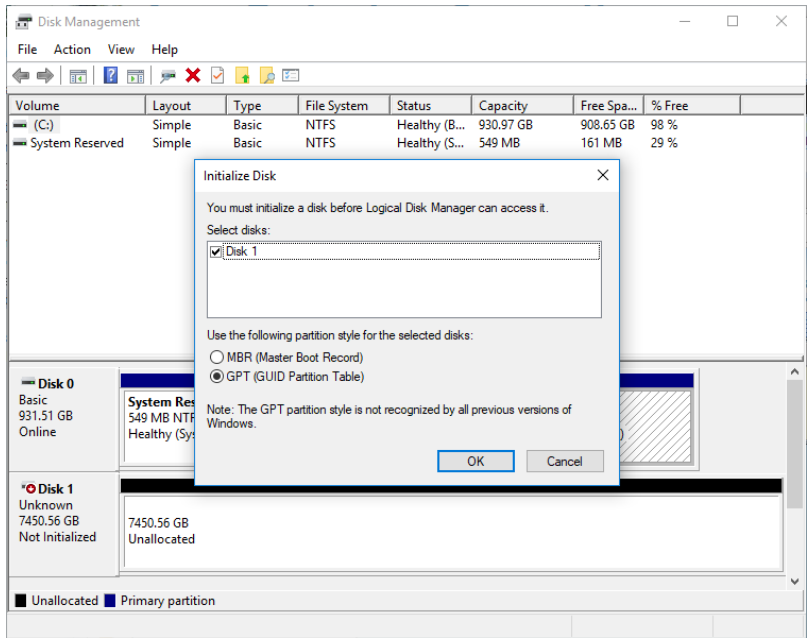 Disk Management
File Action View Help
Volume Layout Type File System Status Capacity Free Spa... % Free
(C:) Simple Basic NTFS Healthy (B... 930.97 GB 908.65 GB 98 %
System Reserved Simple Basic NTFS Healthy (S... 549 MB 161 MB 29 %
Initialize Disk
You must initialize a disk before Logical Disk Manager can access it.
Select disks:
Disk 1
Use the following partition style for the selected disks:
MBR (Master Boot Record)
GPT (GUID Partition Table)
Note: The GPT partition style is not recognized by all previous versions of
Windows.
OK Cancel
Disk 0
Basic
931.51 GB
Online
System Res
549 MB NTF
Healthy (Sy
)
Disk 1
Unknown
7450.56 GB
Not Initialized
7450.56 GB
Unallocated
Unallocated Primary partition